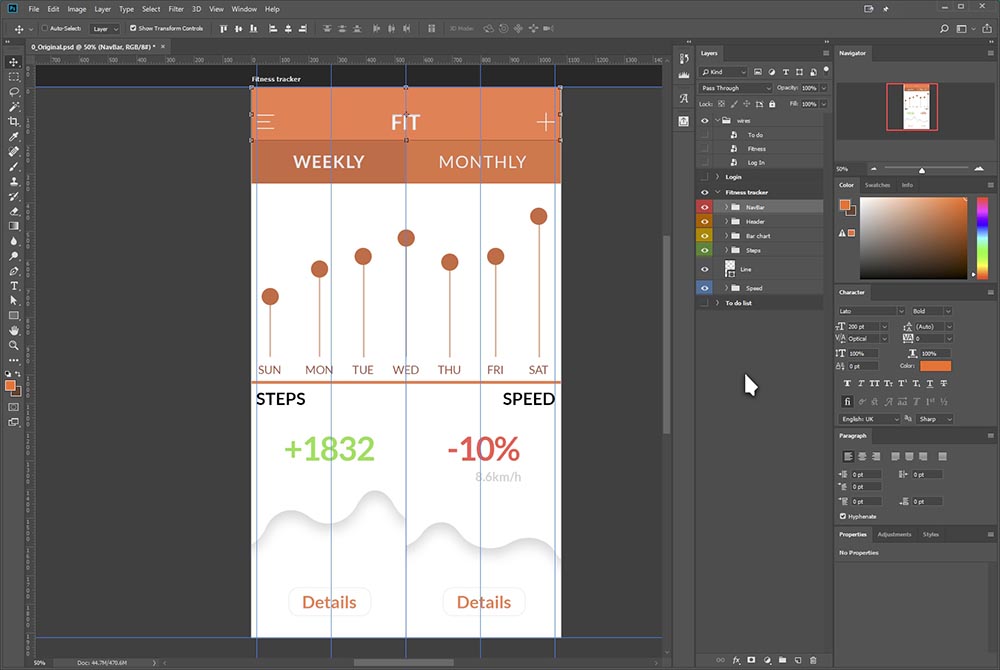 Ps File Edit Image Layer Type Select Filter 3D View Window Help
Auto-Select: Layer Show Transform Controls 3D Mode:
0_Original.psd @ 50% (NavBar, RGB/8#) * ×
Fitness tracker
FIT
WEEKLY MONTHLY
SUN MON TUE WED THU FRI SAT
STEPS SPEED
+1832 -10%
8.6km/h
Details Details
50% Doc: 44.7M/470.6M
Layers
Kind
Pass Through Opacity: 100%
Lock: Fill: 100%
wires
To do
Fitness
Log In
Login
Fitness tracker
NavBar
Header
Bar chart
Steps
Line
Speed
To do list
Navigator
50%
Color Swatches Info
Character
Lato Bold
200 pt (Auto)
Optical 0
100% 100%
0 pt Color:
English: UK Sharp
Paragraph
0 pt 0 pt
0 pt
0 pt 0 pt
Hyphenate
Properties Adjustments Styles
No Properties